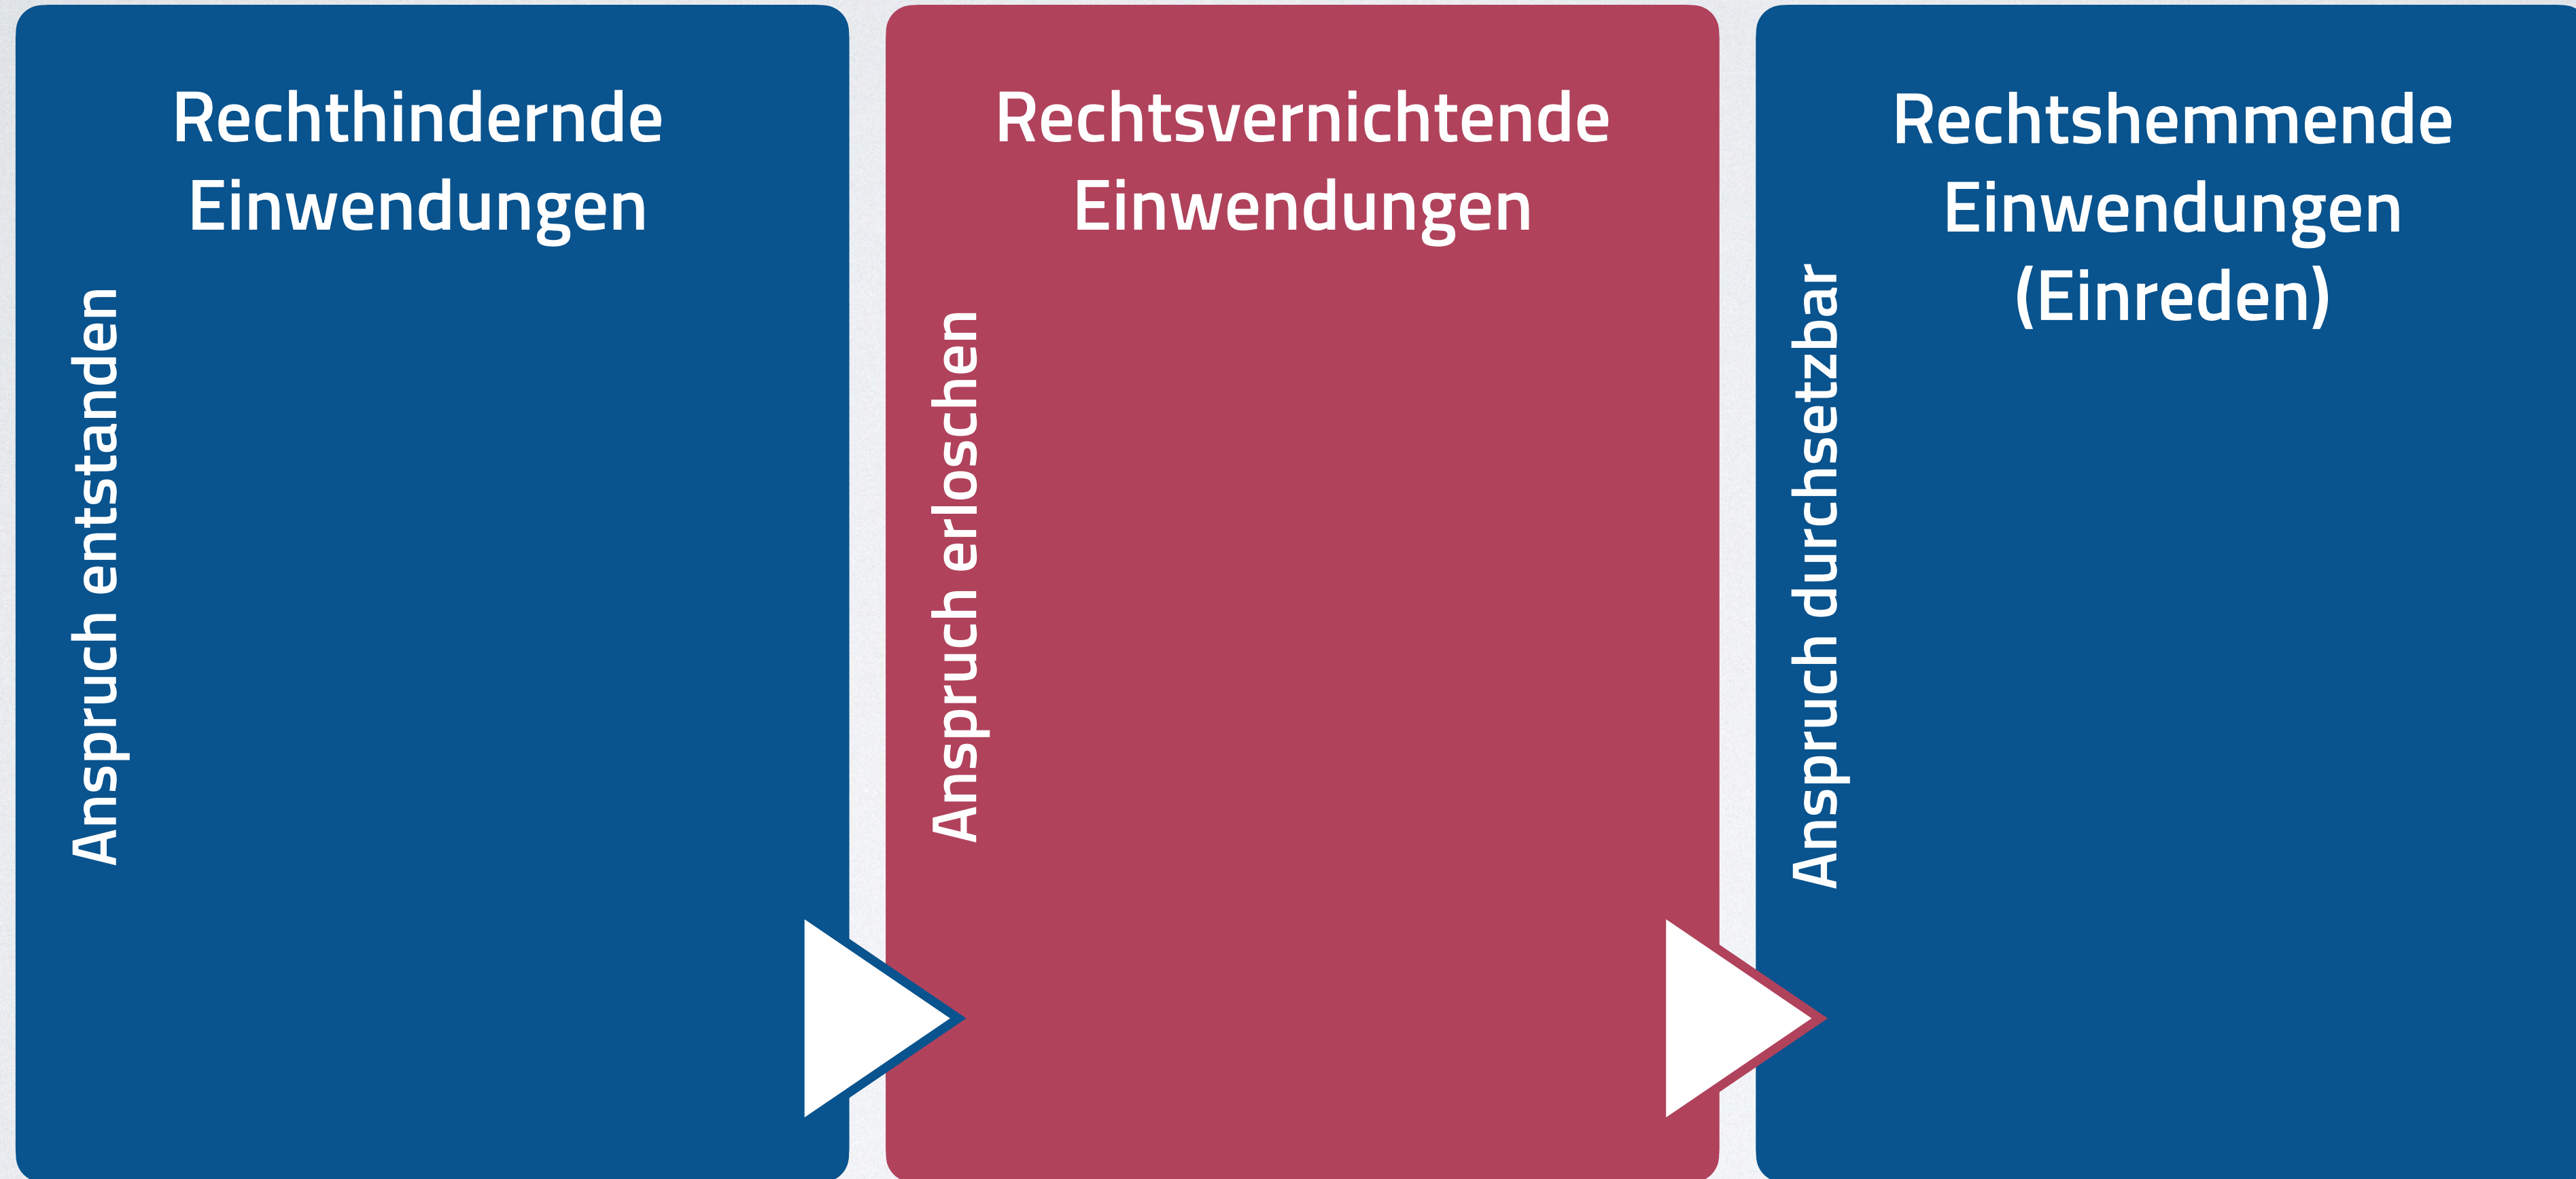 Rechthindernde
Einwendungen
Anspruch entstanden
Rechtsvernichtende
Einwendungen
Anspruch erloschen
Rechtshemmende
Einwendungen
(Einreden)
Anspruch durchsetzbar